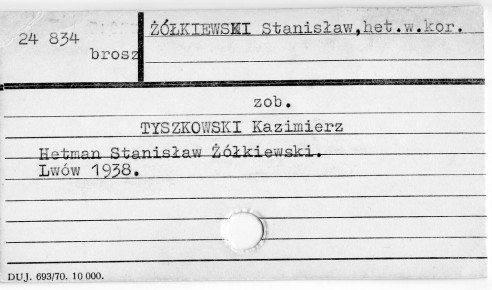 24 834
brosz
ŻÓŁKIEWSKI Stanisław,het.w.kor.
zob.
TYSZKOWSKI Kazimierz
Hetman Stanisław Żółkiewski.
Lwów 1938.
DUJ. 693/70. 10 000.